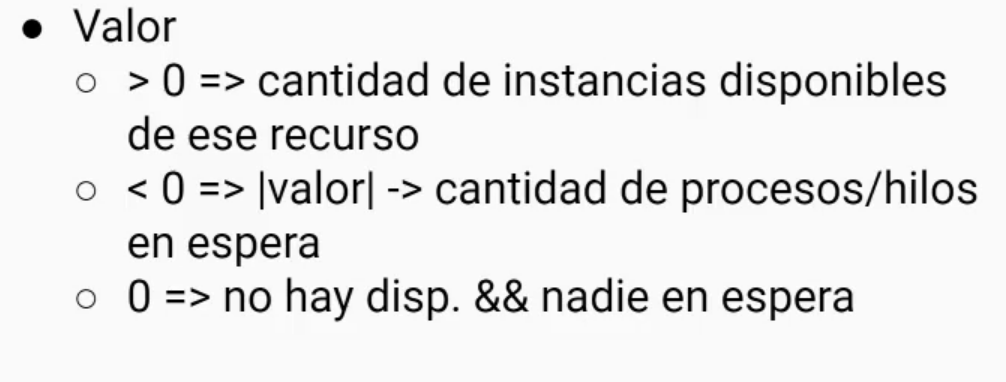 ● Valor
○ > 0 => cantidad de instancias disponibles
de ese recurso
○ < 0 => |valor| -> cantidad de procesos/hilos
en espera
○ 0 => no hay disp. && nadie en espera